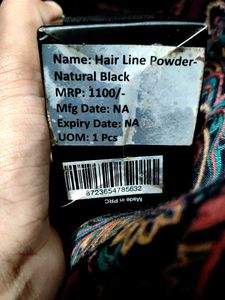 Name: Hair Line Powder-
Natural Black
MRP: 1100/-
Mfg Date: NA
Expiry Date: NA
UOM: 1 Pcs
8723654785632
Made in PRC